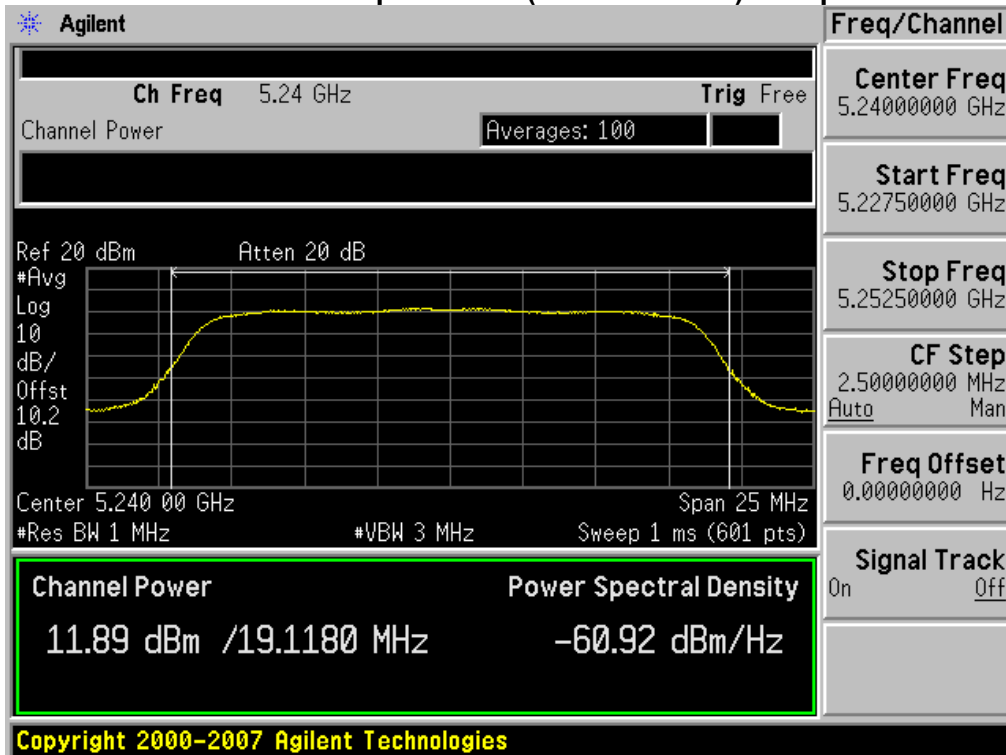 Agilent
Freq/Channel
Ch Freq 5.24 GHz Trig Free
Channel Power Averages: 100
Ref 20 dBm Atten 20 dB
#Avg
Log
10
dB/
Offst
10.2
dB
Center 5.240 00 GHz Span 25 MHz
#Res BW 1 MHz #VBW 3 MHz Sweep 1 ms (601 pts)
Channel Power Power Spectral Density
11.89 dBm /19.1180 MHz -60.92 dBm/Hz
Center Freq
5.24000000 GHz
Start Freq
5.22750000 GHz
Stop Freq
5.25250000 GHz
CF Step
2.50000000 MHz
Auto Man
Freq Offset
0.00000000 Hz
Signal Track
On Off
Copyright 2000-2007 Agilent Technologies